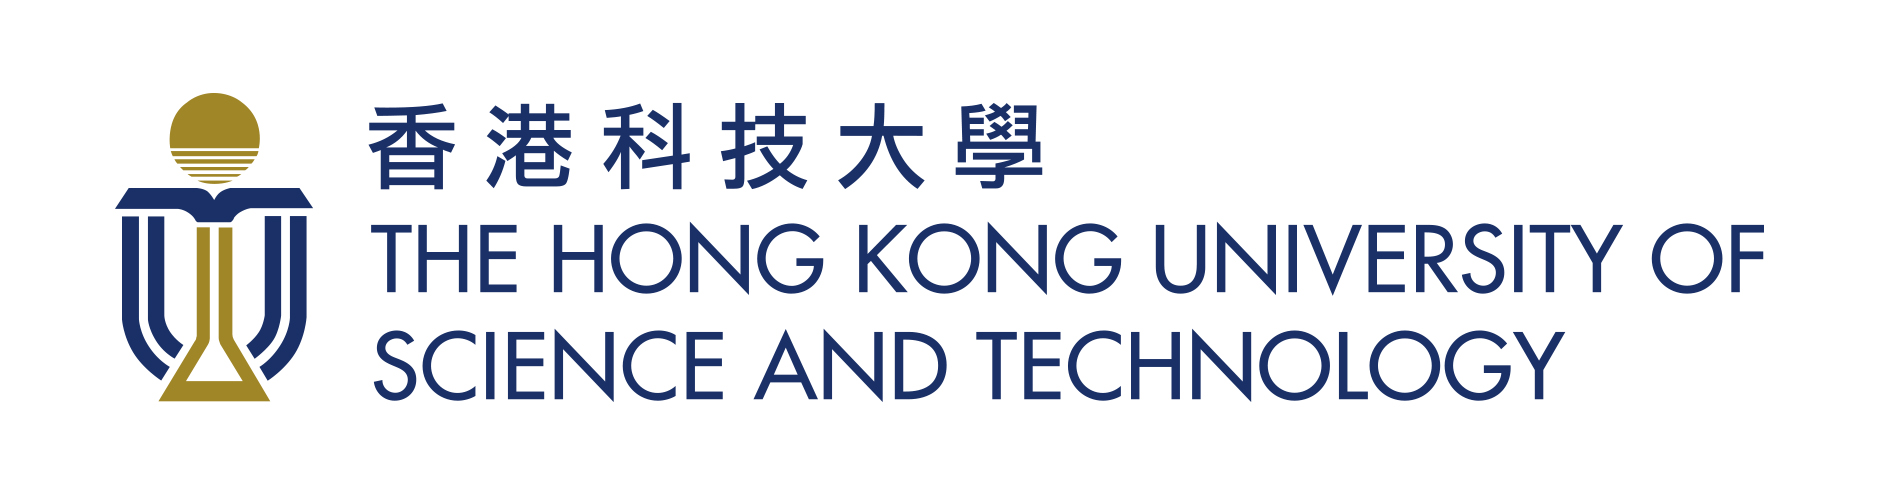 香港科技大學
THE HONG KONG UNIVERSITY OF
SCIENCE AND TECHNOLOGY